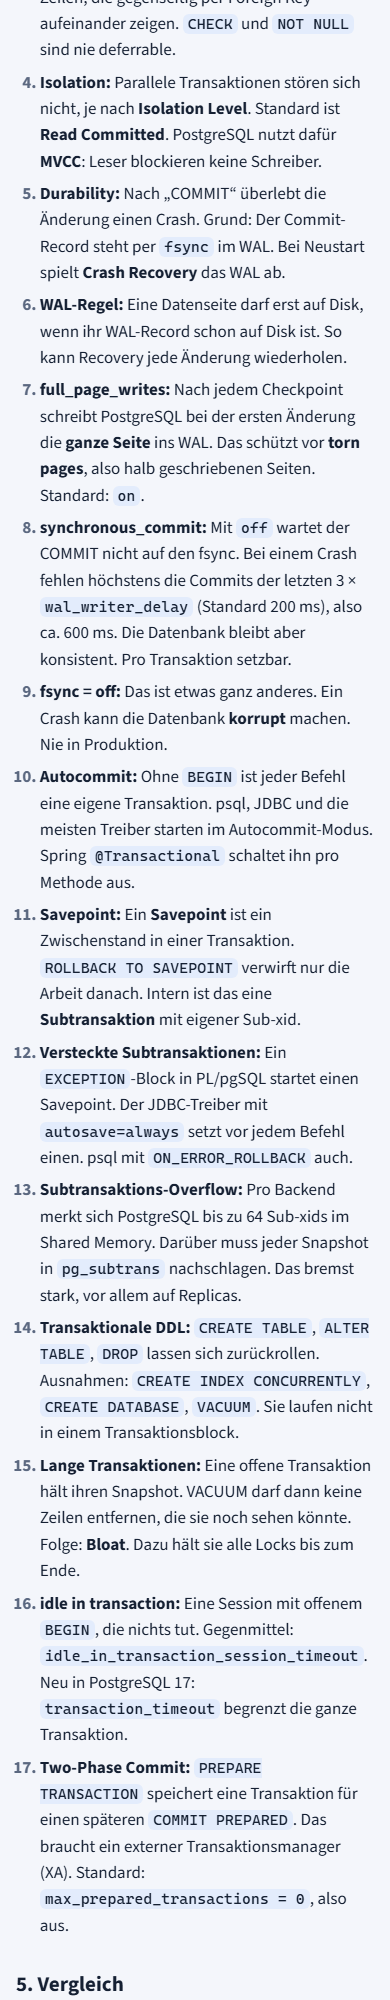 Zeilen, die gegenseitig per Foreign Key
aufeinander zeigen. CHECK und NOT NULL
sind nie deferrable.
4. Isolation: Parallele Transaktionen stören sich
nicht, je nach Isolation Level. Standard ist
Read Committed. PostgreSQL nutzt dafür
MVCC: Leser blockieren keine Schreiber.
5. Durability: Nach „COMMIT“ überlebt die
Änderung einen Crash. Grund: Der Commit-
Record steht per fsync im WAL. Bei Neustart
spielt Crash Recovery das WAL ab.
6. WAL-Regel: Eine Datenseite darf erst auf Disk,
wenn ihr WAL-Record schon auf Disk ist. So
kann Recovery jede Änderung wiederholen.
7. full_page_writes: Nach jedem Checkpoint
schreibt PostgreSQL bei der ersten Änderung
die ganze Seite ins WAL. Das schützt vor torn
pages, also halb geschriebenen Seiten.
Standard: on.
8. synchronous_commit: Mit off wartet der
COMMIT nicht auf den fsync. Bei einem Crash
fehlen höchstens die Commits der letzten 3 ×
wal_writer_delay (Standard 200 ms), also
ca. 600 ms. Die Datenbank bleibt aber
konsistent. Pro Transaktion setzbar.
9. fsync = off: Das ist etwas ganz anderes. Ein
Crash kann die Datenbank korrupt machen.
Nie in Produktion.
10. Autocommit: Ohne BEGIN ist jeder Befehl
eine eigene Transaktion. psql, JDBC und die
meisten Treiber starten im Autocommit-Modus.
Spring @Transactional schaltet ihn pro
Methode aus.
11. Savepoint: Ein Savepoint ist ein
Zwischenstand in einer Transaktion.
ROLLBACK TO SAVEPOINT verwirft nur die
Arbeit danach. Intern ist das eine
Subtransaktion mit eigener Sub-xid.
12. Versteckte Subtransaktionen: Ein
EXCEPTION-Block in PL/pgSQL startet einen
Savepoint. Der JDBC-Treiber mit
autosave=always setzt vor jedem Befehl
einen. psql mit ON_ERROR_ROLLBACK auch.
13. Subtransaktions-Overflow: Pro Backend
merkt sich PostgreSQL bis zu 64 Sub-xids im
Shared Memory. Darüber muss jeder Snapshot
in pg_subtrans nachschlagen. Das bremst
stark, vor allem auf Replicas.
14. Transaktionale DDL: CREATE TABLE, ALTER
TABLE, DROP lassen sich zurückrollen.
Ausnahmen: CREATE INDEX CONCURRENTLY,
CREATE DATABASE, VACUUM. Sie laufen nicht
in einem Transaktionsblock.
15. Lange Transaktionen: Eine offene Transaktion
hält ihren Snapshot. VACUUM darf dann keine
Zeilen entfernen, die sie noch sehen könnte.
Folge: Bloat. Dazu hält sie alle Locks bis zum
Ende.
16. idle in transaction: Eine Session mit offenem
BEGIN, die nichts tut. Gegenmittel:
idle_in_transaction_session_timeout.
Neu in PostgreSQL 17:
transaction_timeout begrenzt die ganze
Transaktion.
17. Two-Phase Commit: PREPARE
TRANSACTION speichert eine Transaktion für
einen späteren COMMIT PREPARED. Das
braucht ein externer Transaktionsmanager
(XA). Standard:
max_prepared_transactions = 0, also
aus.
5. Vergleich